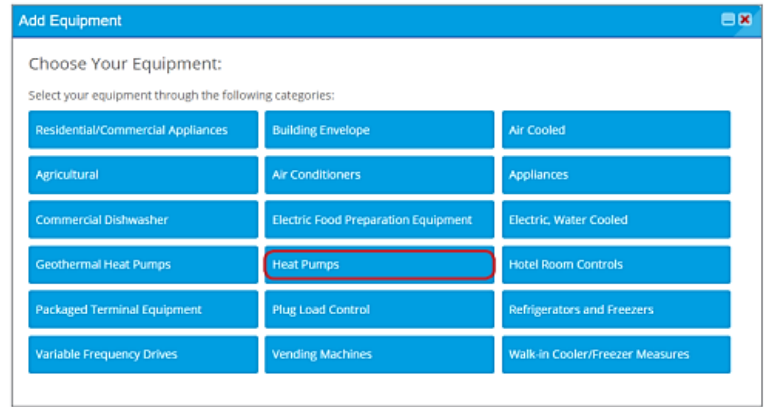 Add Equipment
Choose Your Equipment:
Select your equipment through the following categories:
Residential/Commercial Appliances
Building Envelope
Air Cooled
Agricultural
Air Conditioners
Appliances
Commercial Dishwasher
Electric Food Preparation Equipment
Electric, Water Cooled
Geothermal Heat Pumps
Heat Pumps
Hotel Room Controls
Packaged Terminal Equipment
Plug Load Control
Refrigerators and Freezers
Variable Frequency Drives
Vending Machines
Walk-in Cooler/Freezer Measures